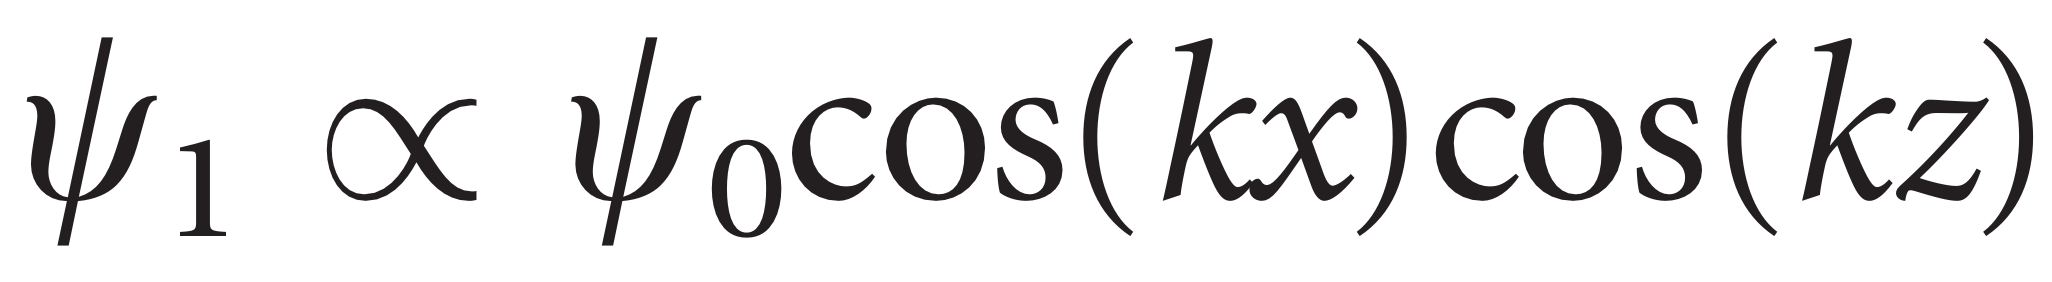 ψ₁ ∝ ψ₀cos(kx)cos(kz)